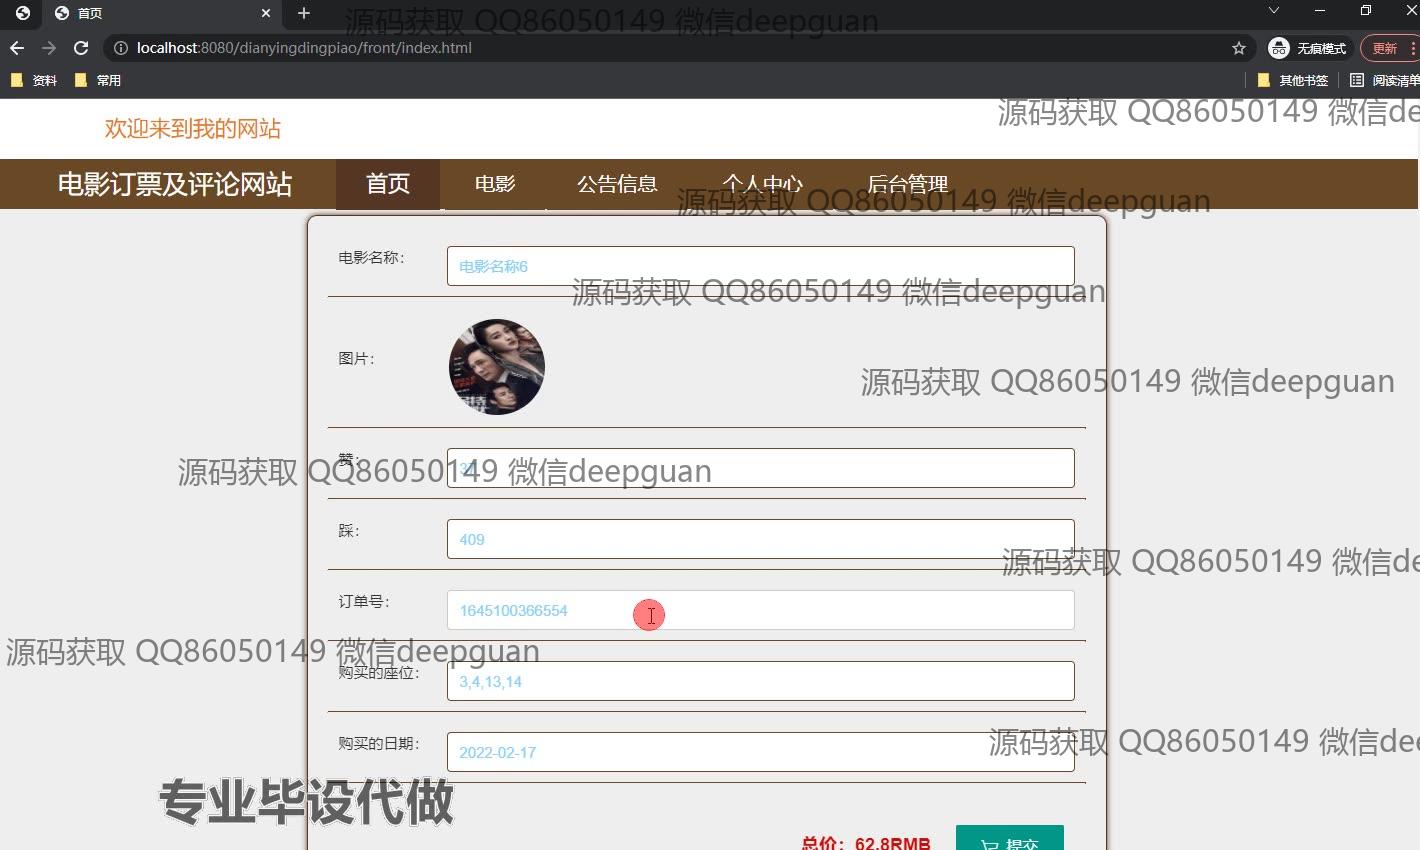 首页
源码获取 QQ86050149 微信deepguan
localhost:8080/dianyingdingpiao/front/index.html
无痕模式
更新
资料
常用
其他书签
阅读清单
欢迎来到我的网站
源码获取 QQ86050149 微信de
电影订票及评论网站
首页
电影
公告信息
个人中心
后台管理
源码获取 QQ86050149 微信deepguan
电影名称：
电影名称6
源码获取 QQ86050149 微信deepguan
图片：
源码获取 QQ86050149 微信deepguan
赞：
源码获取 QQ86050149 微信deepguan
踩：
409
源码获取 QQ86050149 微信de
订单号：
1645100366554
源码获取 QQ86050149 微信deepguan
购买的座位：
3,4,13,14
购买的日期：
2022-02-17
源码获取 QQ86050149 微信dee
专业毕设代做
总价：62.8RMB
提交